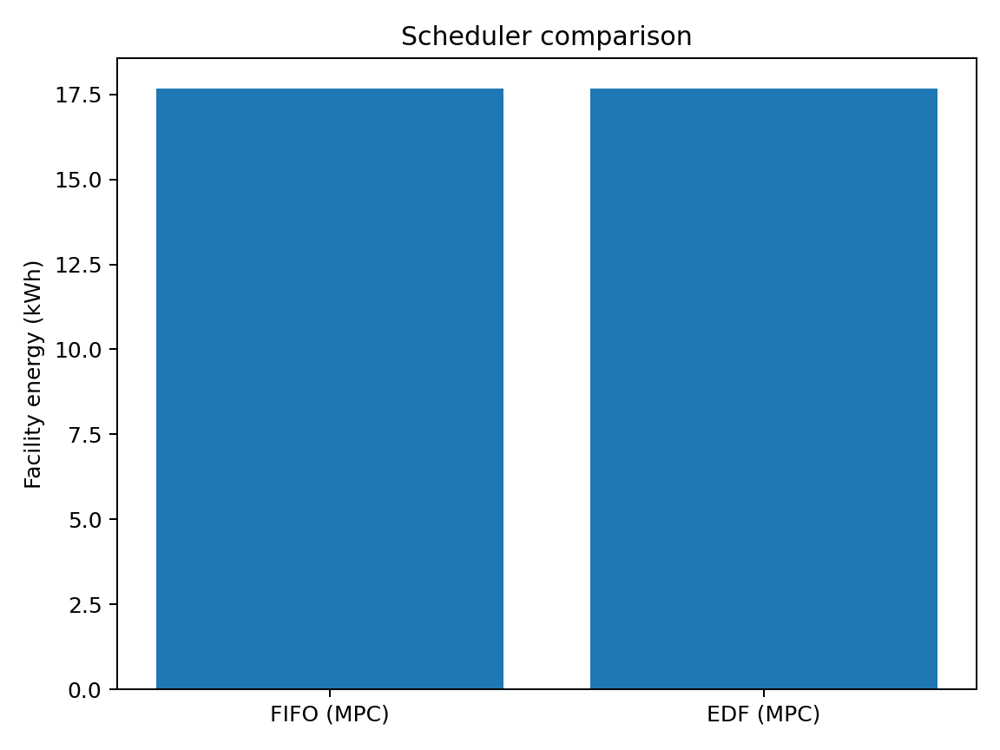 Scheduler comparison
Facility energy (kWh)
17.5
15.0
12.5
10.0
7.5
5.0
2.5
0.0
FIFO (MPC)
EDF (MPC)